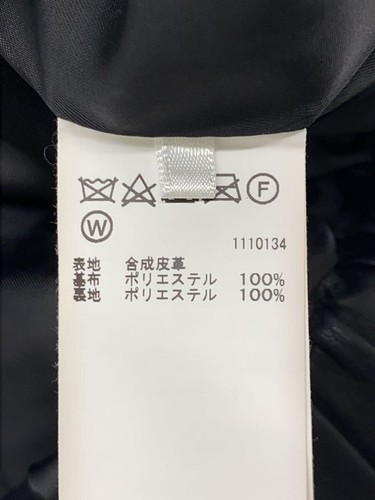 F
W
1110134
表地 合成皮革
基布 ポリエステル 100%
裏地 ポリエステル 100%